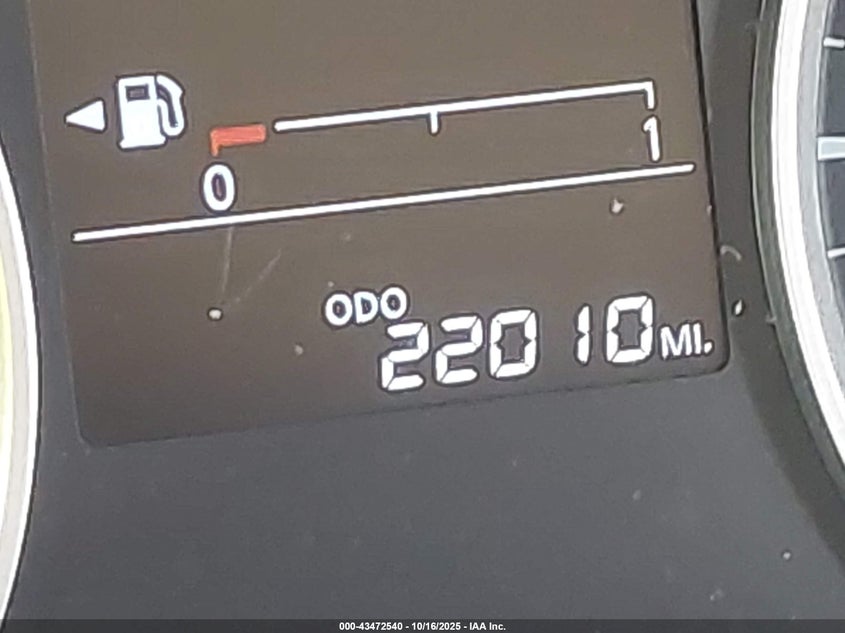 0 1
ODO
22010 MI.
000-43472540 - 10/16/2025 - IAA Inc.